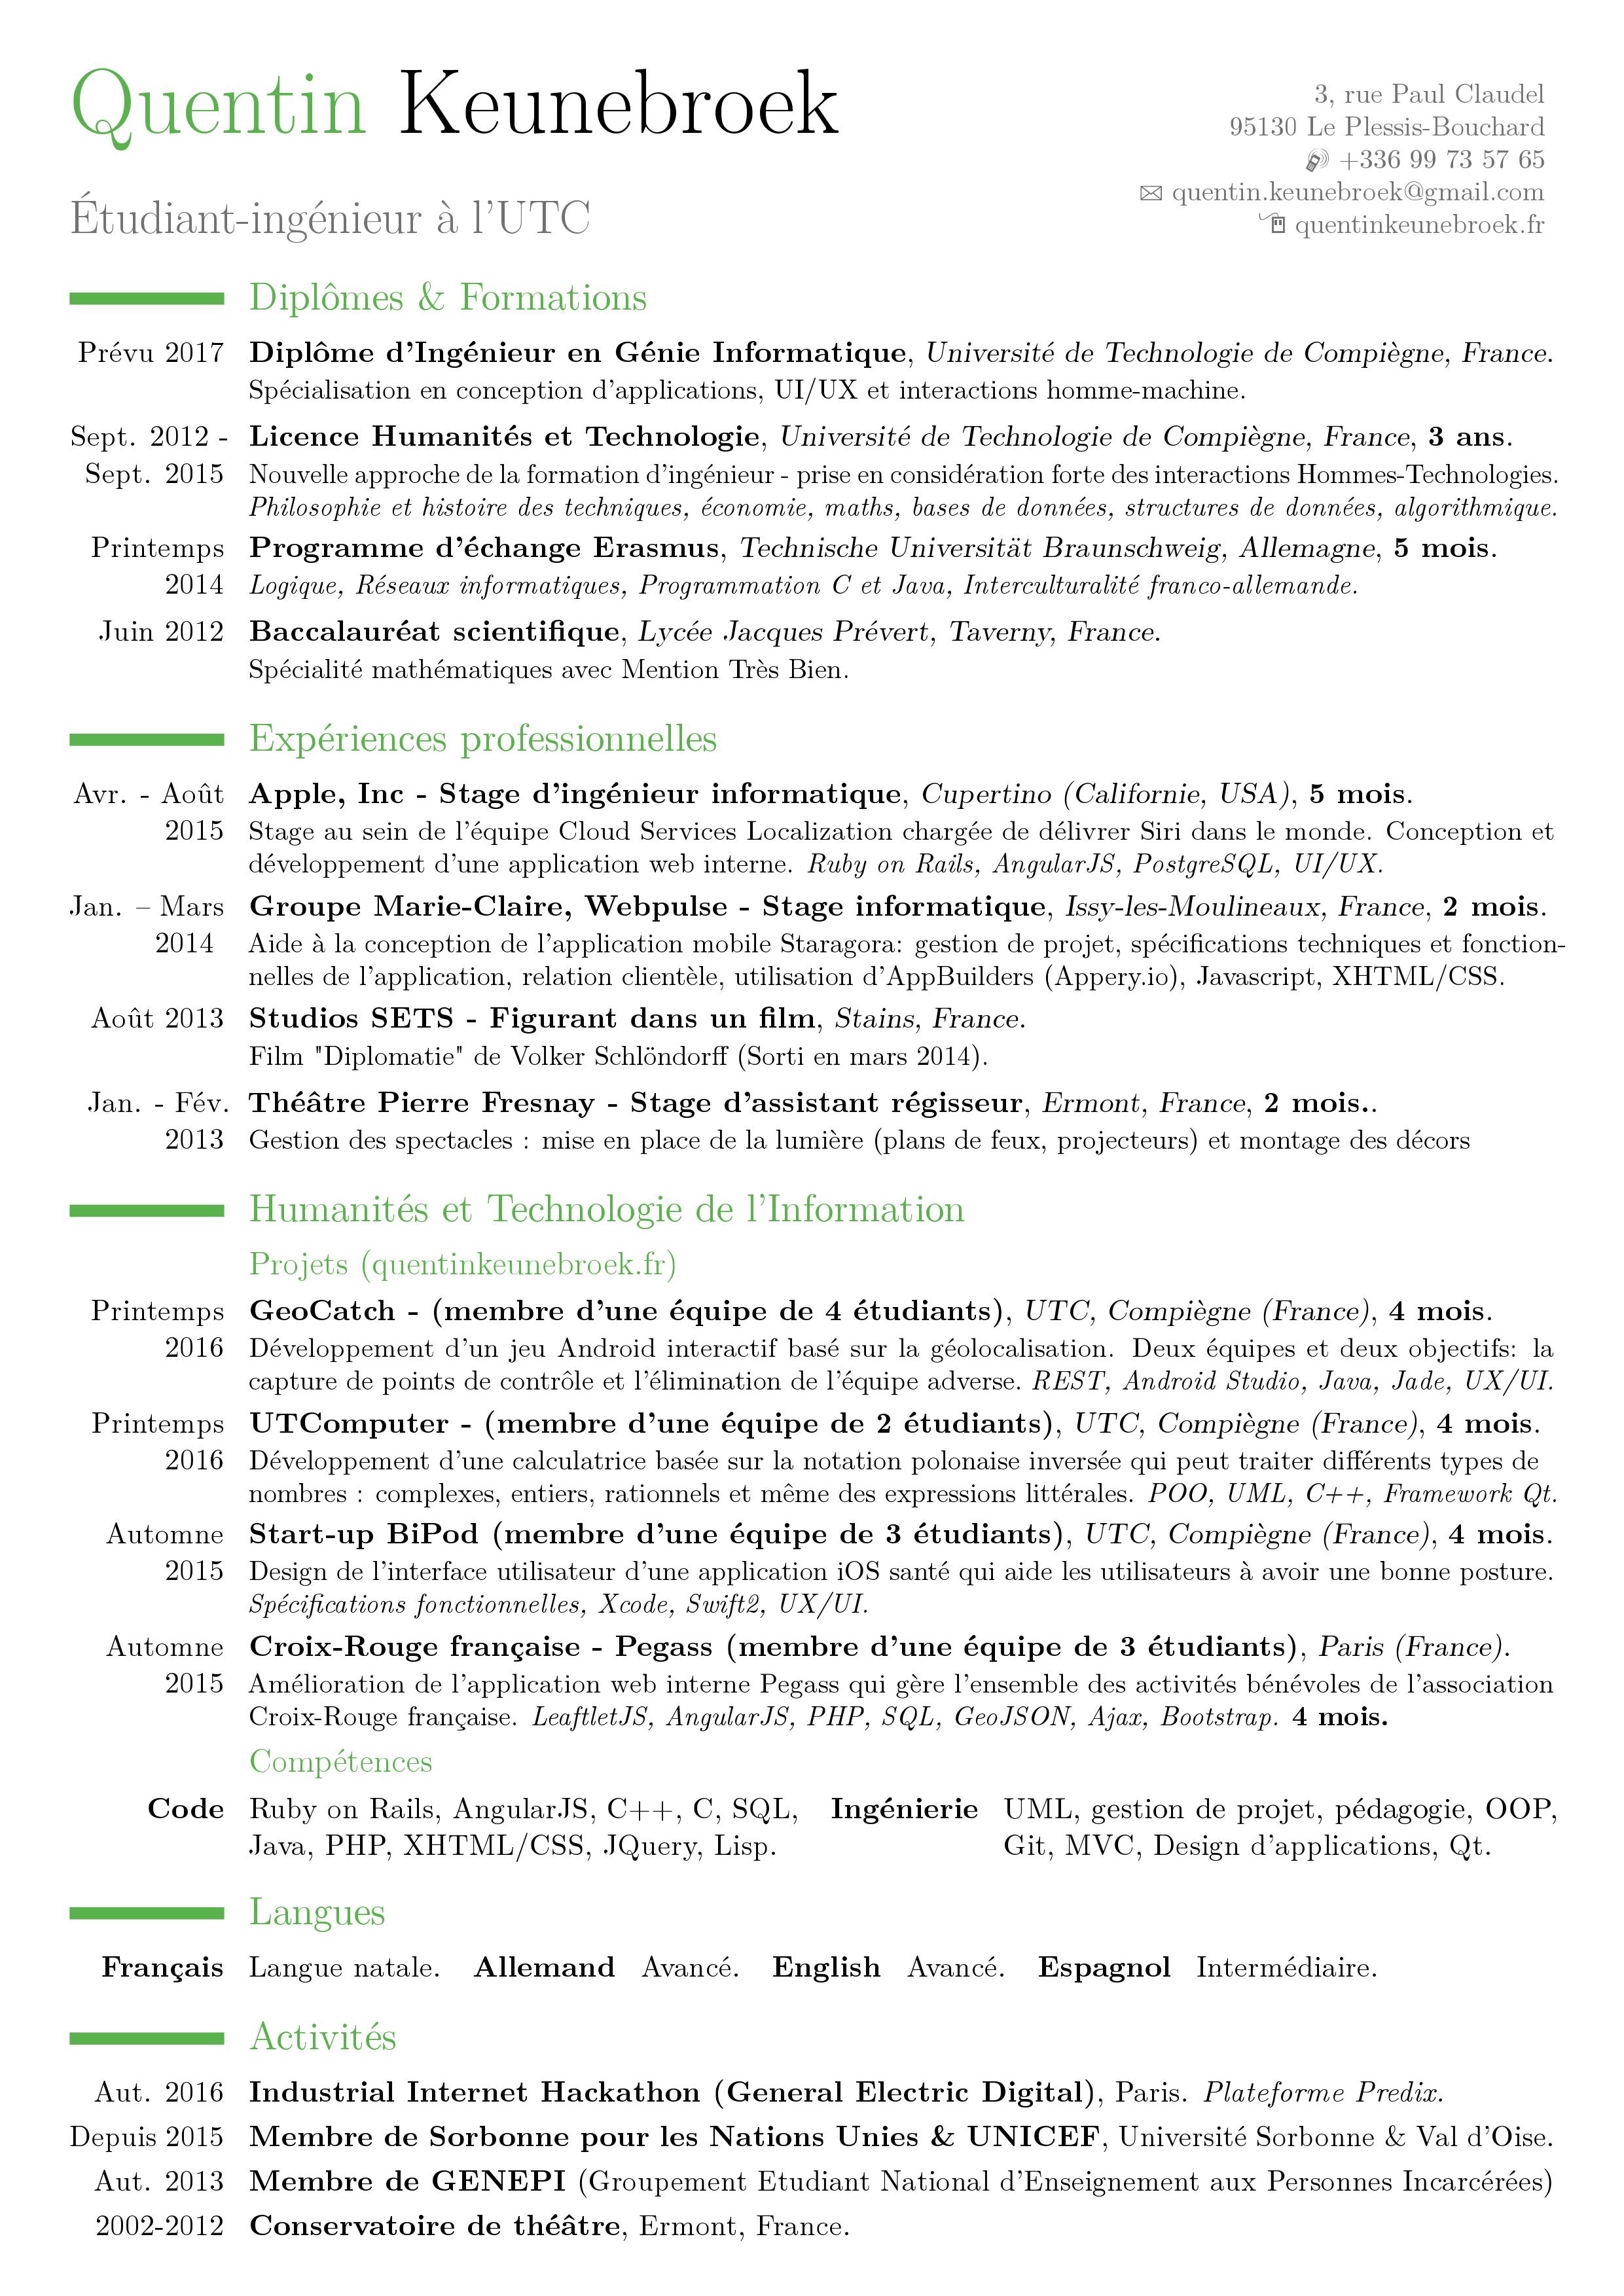 Quentin Keunebroek
Étudiant-ingénieur à l'UTC
3, rue Paul Claudel
95130 Le Plessis-Bouchard
+336 99 73 57 65
quentin.keunebroek@gmail.com
quentinkeunebroek.fr
Diplômes & Formations
Prévu 2017 Diplôme d'Ingénieur en Génie Informatique, Université de Technologie de Compiègne, France.
Spécialisation en conception d'applications, UI/UX et interactions homme-machine.
Sept. 2012 - Licence Humanités et Technologie, Université de Technologie de Compiègne, France, 3 ans.
Sept. 2015 Nouvelle approche de la formation d'ingénieur - prise en considération forte des interactions Hommes-Technologies.
Philosophie et histoire des techniques, économie, maths, bases de données, structures de données, algorithmique.
Printemps Programme d'échange Erasmus, Technische Universität Braunschweig, Allemagne, 5 mois.
2014 Logique, Réseaux informatiques, Programmation C et Java, Interculturalité franco-allemande.
Juin 2012 Baccalauréat scientifique, Lycée Jacques Prévert, Taverny, France.
Spécialité mathématiques avec Mention Très Bien.
Expériences professionnelles
Avr. - Août Apple, Inc - Stage d'ingénieur informatique, Cupertino (Californie, USA), 5 mois.
2015 Stage au sein de l'équipe Cloud Services Localization chargée de délivrer Siri dans le monde. Conception et
développement d'une application web interne. Ruby on Rails, AngularJS, PostgreSQL, UI/UX.
Jan. – Mars Groupe Marie-Claire, Webpulse - Stage informatique, Issy-les-Moulineaux, France, 2 mois.
2014 Aide à la conception de l'application mobile Staragora: gestion de projet, spécifications techniques et fonction-
nelles de l'application, relation clientèle, utilisation d'AppBuilders (Appery.io), Javascript, XHTML/CSS.
Août 2013 Studios SETS - Figurant dans un film, Stains, France.
Film "Diplomatie" de Volker Schlöndorff (Sorti en mars 2014).
Jan. - Fév. Théâtre Pierre Fresnay - Stage d'assistant régisseur, Ermont, France, 2 mois..
2013 Gestion des spectacles : mise en place de la lumière (plans de feux, projecteurs) et montage des décors
Humanités et Technologie de l'Information
Projets (quentinkeunebroek.fr)
Printemps GeoCatch - (membre d'une équipe de 4 étudiants), UTC, Compiègne (France), 4 mois.
2016 Développement d'un jeu Android interactif basé sur la géolocalisation. Deux équipes et deux objectifs: la
capture de points de contrôle et l'élimination de l'équipe adverse. REST, Android Studio, Java, Jade, UX/UI.
Printemps UTComputer - (membre d'une équipe de 2 étudiants), UTC, Compiègne (France), 4 mois.
2016 Développement d'une calculatrice basée sur la notation polonaise inversée qui peut traiter différents types de
nombres : complexes, entiers, rationnels et même des expressions littérales. POO, UML, C++, Framework Qt.
Automne Start-up BiPod (membre d'une équipe de 3 étudiants), UTC, Compiègne (France), 4 mois.
2015 Design de l'interface utilisateur d'une application iOS santé qui aide les utilisateurs à avoir une bonne posture.
Spécifications fonctionnelles, Xcode, Swift2, UX/UI.
Automne Croix-Rouge française - Pegass (membre d'une équipe de 3 étudiants), Paris (France).
2015 Amélioration de l'application web interne Pegass qui gère l'ensemble des activités bénévoles de l'association
Croix-Rouge française. LeaftletJS, AngularJS, PHP, SQL, GeoJSON, Ajax, Bootstrap. 4 mois.
Compétences
Code Ruby on Rails, AngularJS, C++, C, SQL, Ingénierie UML, gestion de projet, pédagogie, OOP,
Java, PHP, XHTML/CSS, JQuery, Lisp. Git, MVC, Design d'applications, Qt.
Langues
Français Langue natale. Allemand Avancé. English Avancé. Espagnol Intermédiaire.
Activités
Aut. 2016 Industrial Internet Hackathon (General Electric Digital), Paris. Plateforme Predix.
Depuis 2015 Membre de Sorbonne pour les Nations Unies & UNICEF, Université Sorbonne & Val d'Oise.
Aut. 2013 Membre de GENEPI (Groupement Etudiant National d'Enseignement aux Personnes Incarcérées)
2002-2012 Conservatoire de théâtre, Ermont, France.